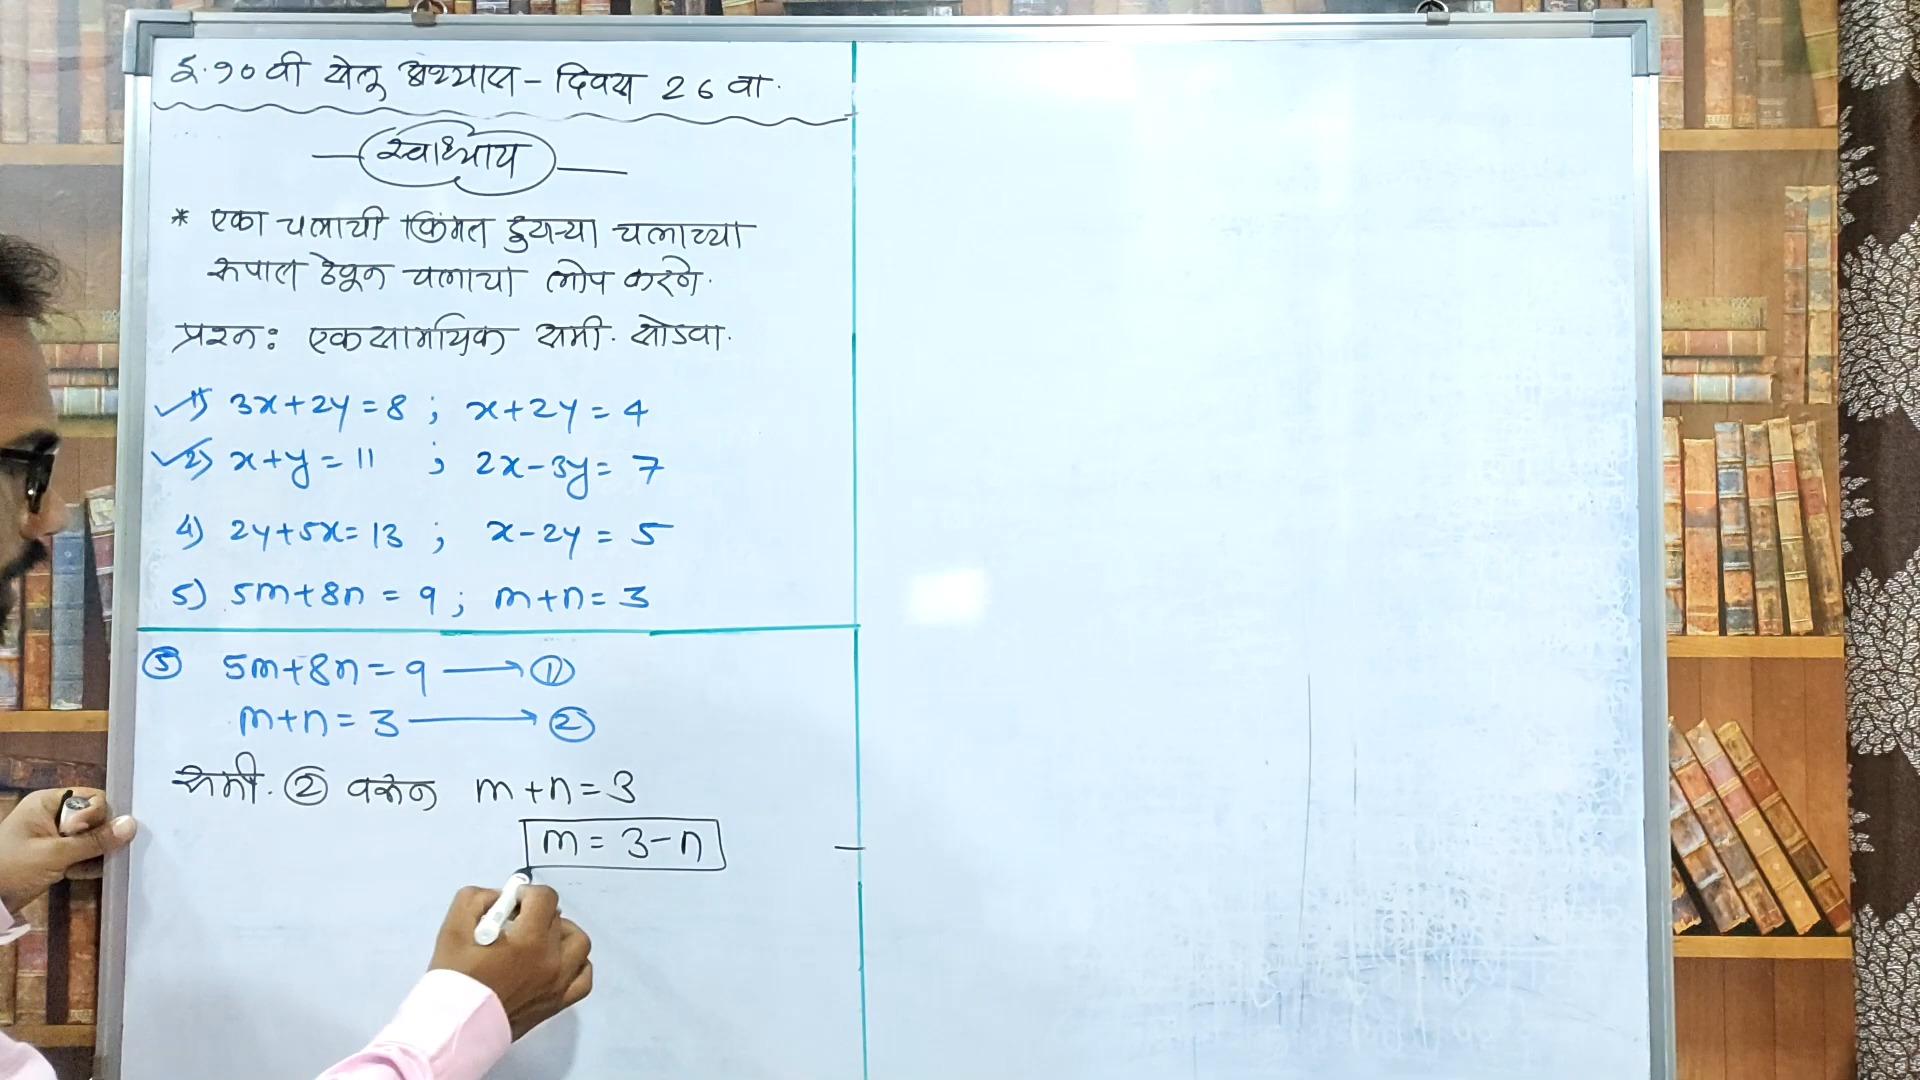 इ.१० वी सेतू अभ्यास - दिवस 26 वा.
स्वाध्याय
* एका चलाची किंमत दुसऱ्या चलाच्या
रूपात ठेवून चलाचा लोप करणे.
प्रश्न: एकसामयिक समी. सोडवा.
1) 3x+2y=8 ; x+2y=4
2) x+y=11 ; 2x-3y=7
4) 2y+5x=13 ; x-2y=5
5) 5m+8n=9 ; m+n=3
③ 5m+8n=9 → ①
m+n=3 → ②
समी. ② वरून m+n=3
m=3-n